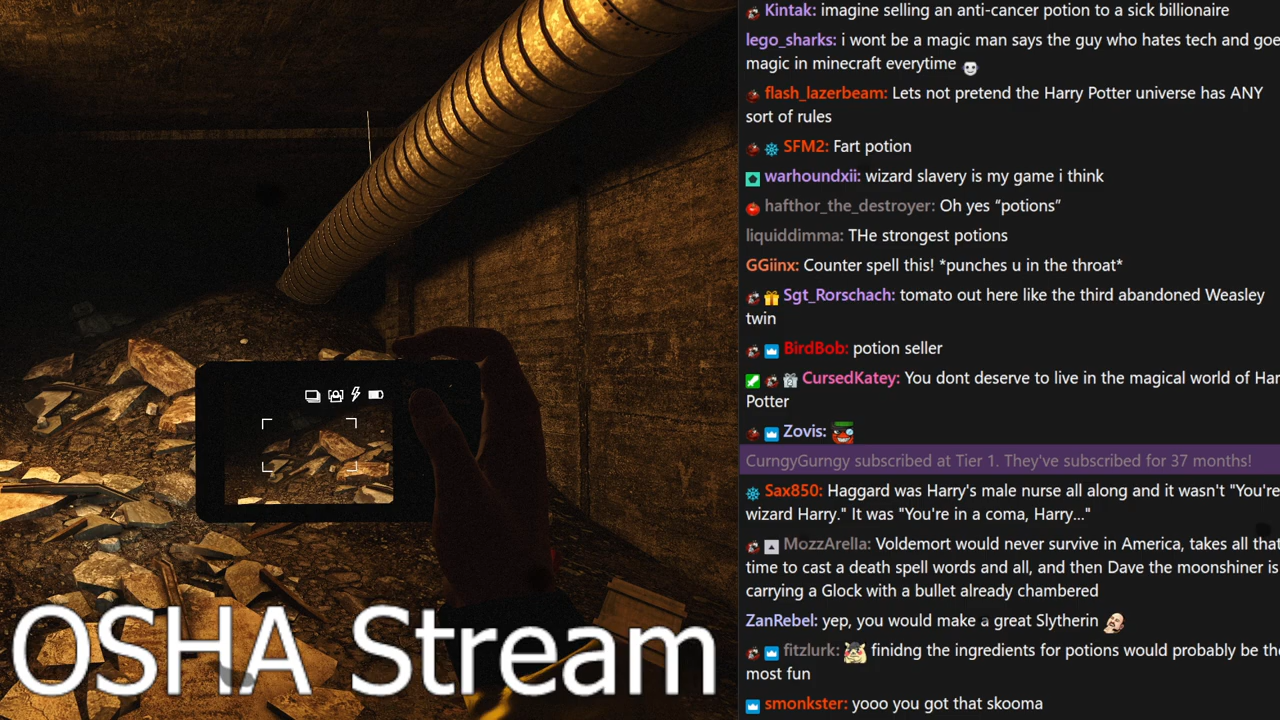 Kintak: imagine selling an anti-cancer potion to a sick billionaire
lego_sharks: i wont be a magic man says the guy who hates tech and goe
magic in minecraft everytime
flash_lazerbeam: Lets not pretend the Harry Potter universe has ANY
sort of rules
SFM2: Fart potion
warhoundxii: wizard slavery is my game i think
hafthor_the_destroyer: Oh yes “potions”
liquiddimma: THe strongest potions
GGiinx: Counter spell this! *punches u in the throat*
Sgt_Rorschach: tomato out here like the third abandoned Weasley
twin
BirdBob: potion seller
CursedKatey: You dont deserve to live in the magical world of Har
Potter
Zovis:
CurngyGurngy subscribed at Tier 1. They've subscribed for 37 months!
Sax850: Haggard was Harry's male nurse all along and it wasn't "You're
wizard Harry." It was "You're in a coma, Harry..."
MozzArella: Voldemort would never survive in America, takes all that
time to cast a death spell words and all, and then Dave the moonshiner is
carrying a Glock with a bullet already chambered
ZanRebel: yep, you would make a great Slytherin
fitzlurk: finidng the ingredients for potions would probably be the
most fun
smonkster: yooo you got that skooma
OSHA Stream